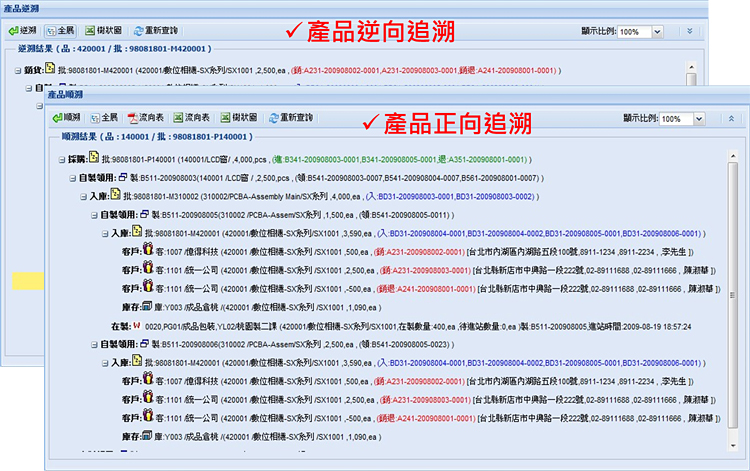 產品逆溯
逆溯 全展 樹狀圖 重新查詢 ✓產品逆向追溯 顯示比例: 100%
逆溯結果 ( 品 : 420001 / 批 : 98081801-M420001 )
銷貨: 批:98081801-M420001 (420001/數位相機-SX系列/SX1001 ,2,500,ea , (銷:A231-200908002-0001,A231-200908003-0001,銷退:A241-200908001-0001) )
產品順溯
順溯 全展 流向表 流向表 樹狀圖 重新查詢 ✓產品正向追溯 顯示比例: 100%
順溯結果 ( 品 : 140001 / 批 : 98081801-P140001 )
採購: 批:98081801-P140001 (140001/LCD窗/ ,4,000,pcs , (進:B341-200908003-0001,B341-200908005-0001,退:A351-200908001-0001) )
自製領用: 製:B511-200908003(140001 /LCD窗 / ,2,500,pcs , (領:B541-200908003-0007,B541-200908004-0007,B561-200908001-0007) )
入庫: 批:98081801-M310002 (310002/PCBA-Assembly Main/SX系列 ,4,000,ea , (入:BD31-200908003-0001,BD31-200908003-0002) )
自製領用: 製:B511-200908005(310002 /PCBA-Assem/SX系列 ,1,500,ea , (領:B541-200908005-0011) )
入庫: 批:98081801-M420001 (420001/數位相機-SX系列/SX1001 ,3,590,ea , (入:BD31-200908004-0001,BD31-200908004-0002,BD31-200908005-0001,BD31-200908006-0001) )
客戶: 客:1007 /億得科技 (420001 /數位相機-SX系列 /SX1001 ,500,ea , (銷:A231-200908002-0001) [台北市內湖區內湖路五段100號,8911-1234 ,8911-2234 , ,李先生 ])
客戶: 客:1101 /統一公司 (420001 /數位相機-SX系列 /SX1001 ,2,500,ea , (銷:A231-200908003-0001) [台北縣新店市中興路一段222號,02-89111688 ,02-89111666 , ,陳淑華 ])
客戶: 客:1101 /統一公司 (420001 /數位相機-SX系列 /SX1001 ,-500,ea , (銷退:A241-200908001-0001) [台北縣新店市中興路一段222號,02-89111688 ,02-89111666 , ,陳淑華 ])
庫存: 庫:Y003 /成品倉桃 /(420001 /數位相機-SX系列 /SX1001 ,1,090,ea )
在製: W 0020,PG01/成品包裝,YL02/桃園製二課 (420001/數位相機-SX系列/SX1001,在製數量:400,ea ,待進站數量:0,ea )製:B511-200908005,進站時間:2009-08-19 18:57:24
自製領用: 製:B511-200908006(310002 /PCBA-Assem/SX系列 ,2,500,ea , (領:B541-200908005-0023) )
入庫: 批:98081801-M420001 (420001/數位相機-SX系列/SX1001 ,3,590,ea , (入:BD31-200908004-0001,BD31-200908004-0002,BD31-200908005-0001,BD31-200908006-0001) )
客戶: 客:1007 /億得科技 (420001 /數位相機-SX系列 /SX1001 ,500,ea , (銷:A231-200908002-0001) [台北市內湖區內湖路五段100號,8911-1234 ,8911-2234 , ,李先生 ])
客戶: 客:1101 /統一公司 (420001 /數位相機-SX系列 /SX1001 ,2,500,ea , (銷:A231-200908003-0001) [台北縣新店市中興路一段222號,02-89111688 ,02-89111666 , ,陳淑華 ])
客戶: 客:1101 /統一公司 (420001 /數位相機-SX系列 /SX1001 ,-500,ea , (銷退:A241-200908001-0001) [台北縣新店市中興路一段222號,02-89111688 ,02-89111666 , ,陳淑華 ])
庫存: 庫:Y003 /成品倉桃 /(420001 /數位相機-SX系列 /SX1001 ,1,090,ea )